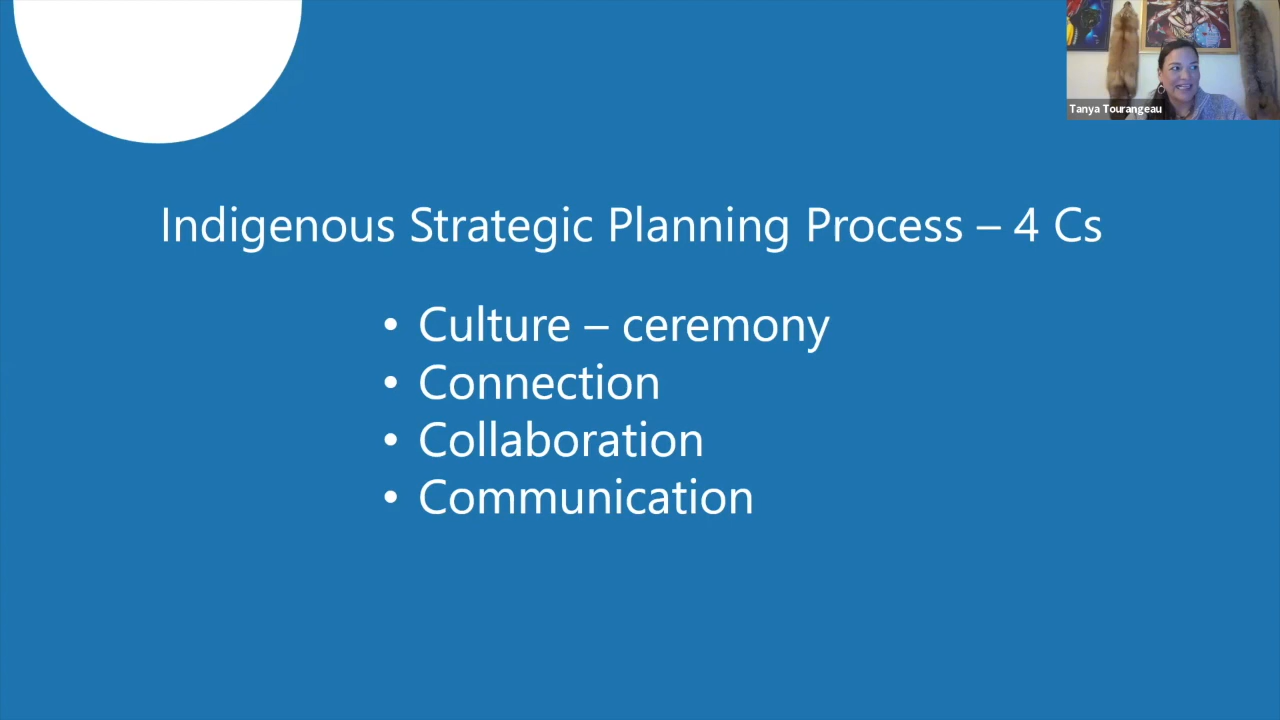 Tanya Tourangeau
Indigenous Strategic Planning Process – 4 Cs
• Culture – ceremony
• Connection
• Collaboration
• Communication